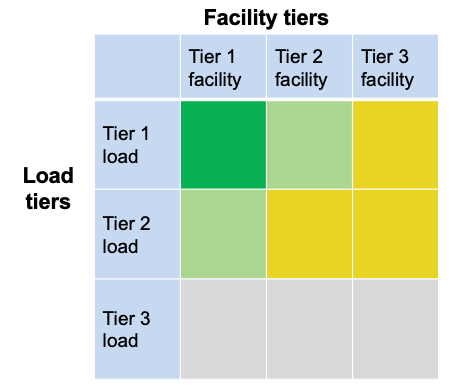 Facility tiers
Tier 1
facility
Tier 2
facility
Tier 3
facility
Load
tiers
Tier 1
load
Tier 2
load
Tier 3
load